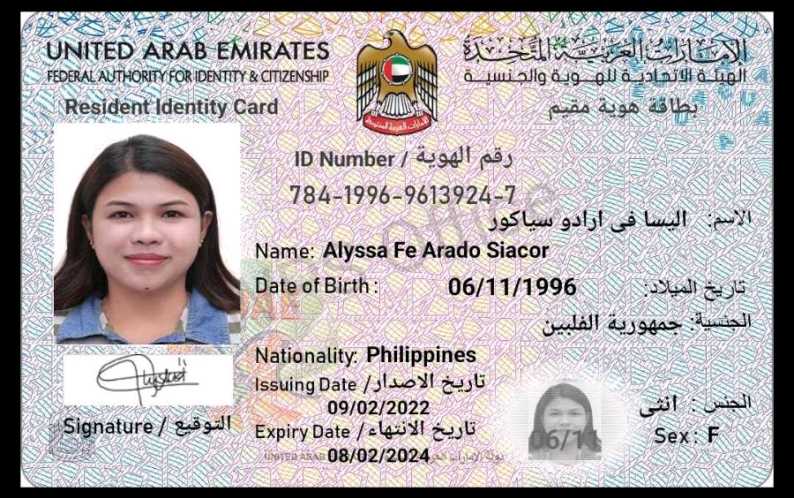 UNITED ARAB EMIRATES
الإمارات العربية المتحدة
FEDERAL AUTHORITY FOR IDENTITY & CITIZENSHIP
الهيئة الاتحادية للهوية والجنسية
Resident Identity Card
بطاقة هوية مقيم
ID Number / رقم الهوية
784-1996-9613924-7
الاسم: اليسا فى ارادو سياكور
Name: Alyssa Fe Arado Siacor
Date of Birth: 06/11/1996 تاريخ الميلاد:
الجنسية: جمهورية الفلبين
Nationality: Philippines
Issuing Date / تاريخ الاصدار
09/02/2022
الجنس: انثى
Signature / التوقيع
Expiry Date / تاريخ الانتهاء
Sex: F
06/11
08/02/2024
UNITED ARAB